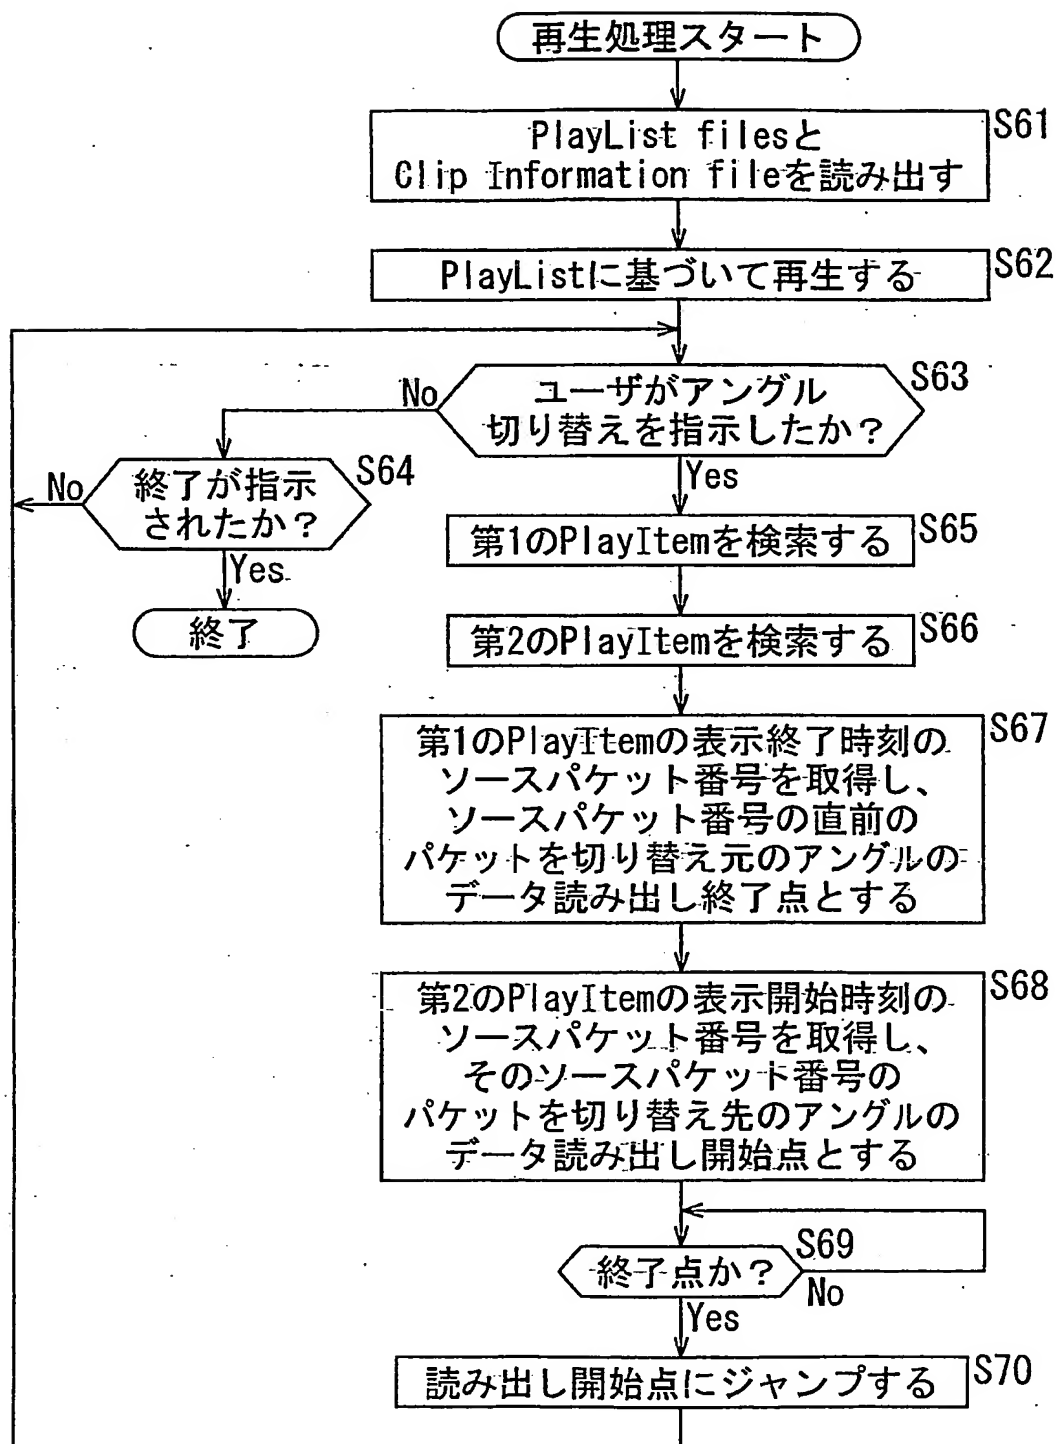 再生処理スタート
PlayList filesと
Clip Information fileを読み出す
S61
PlayListに基づいて再生する
S62
ユーザがアングル
切り替えを指示したか?
S63
No
Yes
終了が指示
されたか?
S64
No
Yes
終了
第1のPlayItemを検索する
S65
第2のPlayItemを検索する
S66
第1のPlayItemの表示終了時刻の
ソースパケット番号を取得し、
ソースパケット番号の直前の
パケットを切り替え元のアングルの
データ読み出し終了点とする
S67
第2のPlayItemの表示開始時刻の
ソースパケット番号を取得し、
そのソースパケット番号の
パケットを切り替え先のアングルの
データ読み出し開始点とする
S68
終了点か?
S69
No
Yes
読み出し開始点にジャンプする
S70